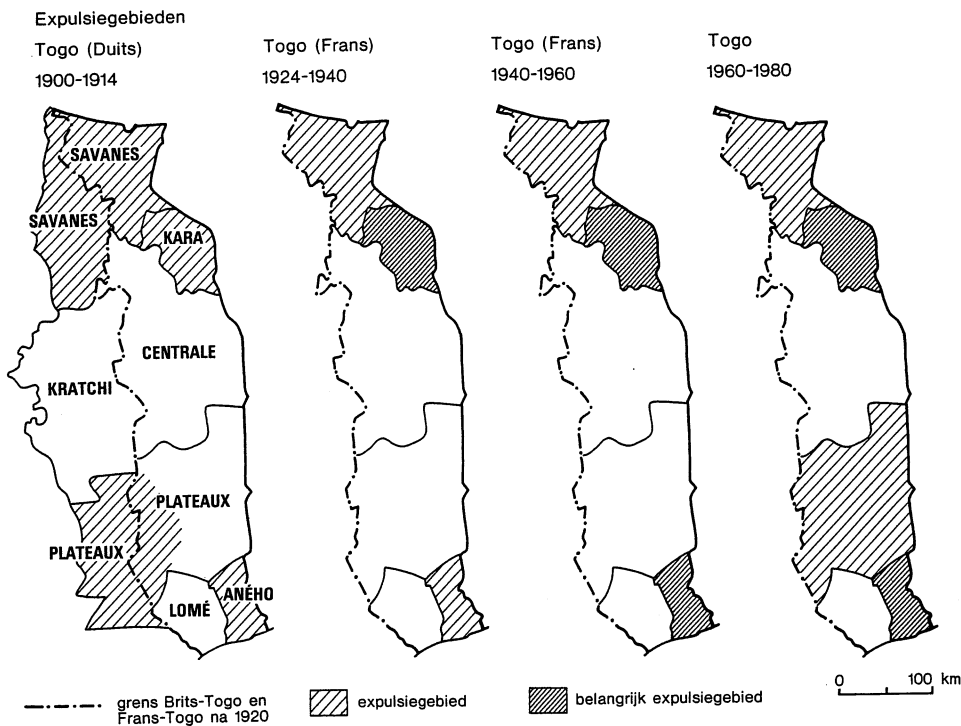 Expulsiegebieden
Togo (Duits)
1900-1914
Togo (Frans)
1924-1940
Togo (Frans)
1940-1960
Togo
1960-1980
SAVANES
SAVANES
KARA
CENTRALE
KRATCHI
PLATEAUX
PLATEAUX
LOMÉ
ANÉHO
grens Brits-Togo en
Frans-Togo na 1920
expulsiegebied
belangrijk expulsiegebied
0 100 km